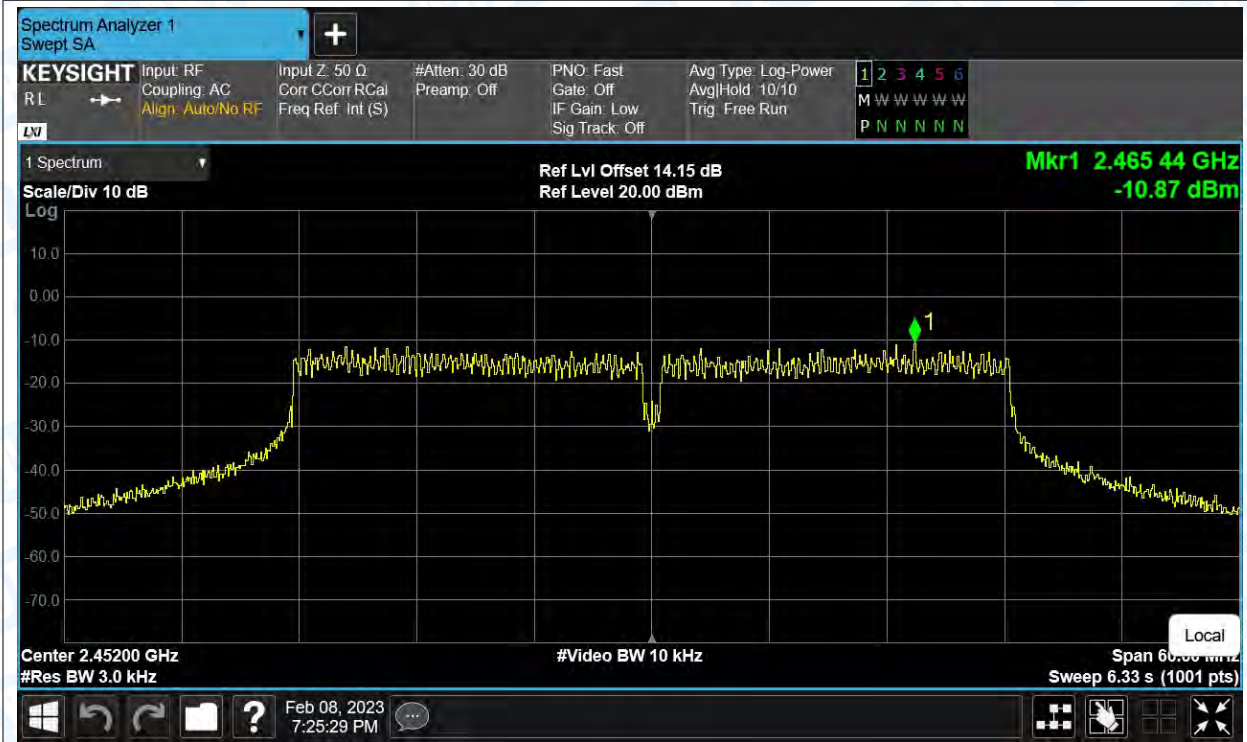 Spectrum Analyzer 1
Swept SA
+
KEYSIGHT Input: RF Input Z: 50 Ω #Atten: 30 dB PNO: Fast Avg Type: Log-Power 1 2 3 4 5 6
RL Coupling: AC Corr CCorr RCal Preamp: Off Gate: Off Avg|Hold: 10/10 M W W W W W
Align: Auto/No RF Freq Ref: Int (S) IF Gain: Low Trig: Free Run
LXI Sig Track: Off P N N N N N
1 Spectrum
Ref Lvl Offset 14.15 dB Mkr1 2.465 44 GHz
Scale/Div 10 dB Ref Level 20.00 dBm -10.87 dBm
Log
10.0
0.00
1
-10.0
-20.0
-30.0
-40.0
-50.0
-60.0
-70.0
Local
Center 2.45200 GHz #Video BW 10 kHz Span 60.00 MHz
#Res BW 3.0 kHz Sweep 6.33 s (1001 pts)
? Feb 08, 2023
7:25:29 PM